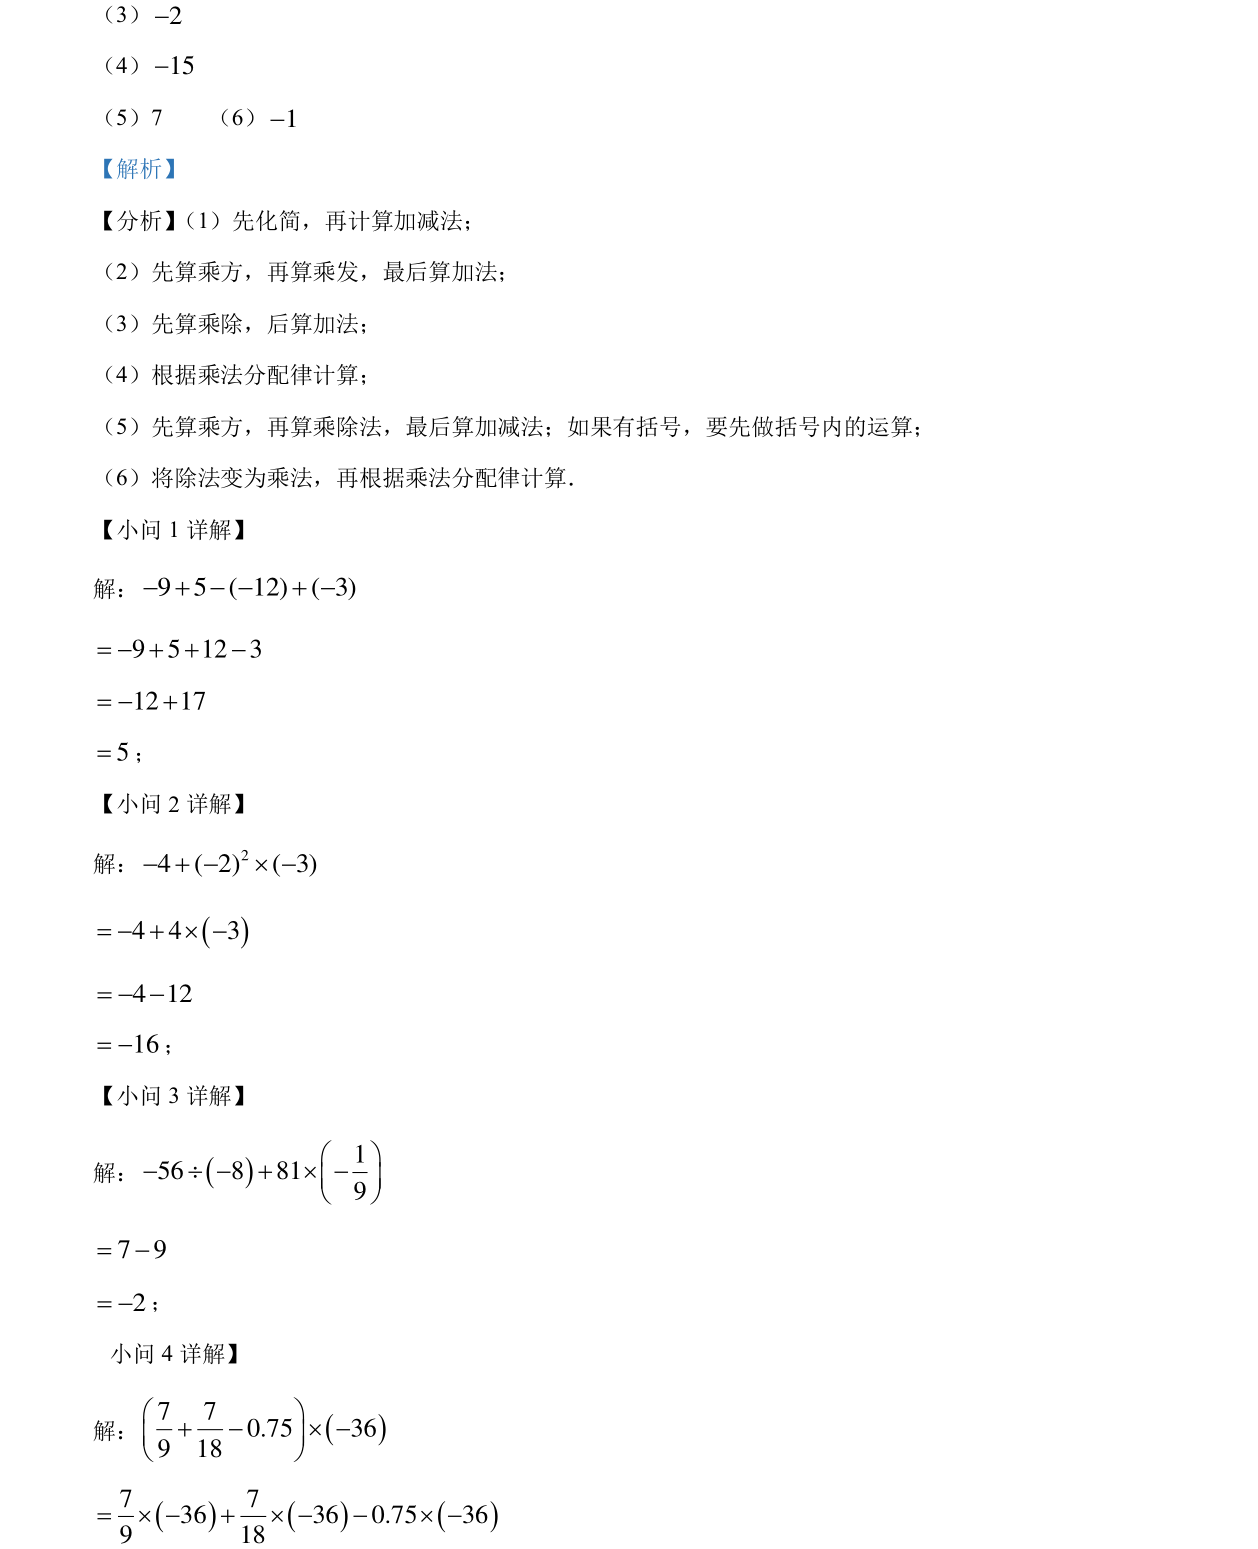 （3）−2
（4）−15
（5）7 （6）−1
【解析】
【分析】（1）先化简，再计算加减法；
（2）先算乘方，再算乘发，最后算加法；
（3）先算乘除，后算加法；
（4）根据乘法分配律计算；
（5）先算乘方，再算乘除法，最后算加减法；如果有括号，要先做括号内的运算；
（6）将除法变为乘法，再根据乘法分配律计算．
【小问 1 详解】
解：−9+5−(−12)+(−3)
=−9+5+12−3
=−12+17
=5；
【小问 2 详解】
解：−4+(−2)²×(−3)
=−4+4×(−3)
=−4−12
=−16；
【小问 3 详解】
解：−56÷(−8)+81×(−1/9)
=7−9
=−2；
小问 4 详解】
解：(7/9+7/18−0.75)×(−36)
=7/9×(−36)+7/18×(−36)−0.75×(−36)